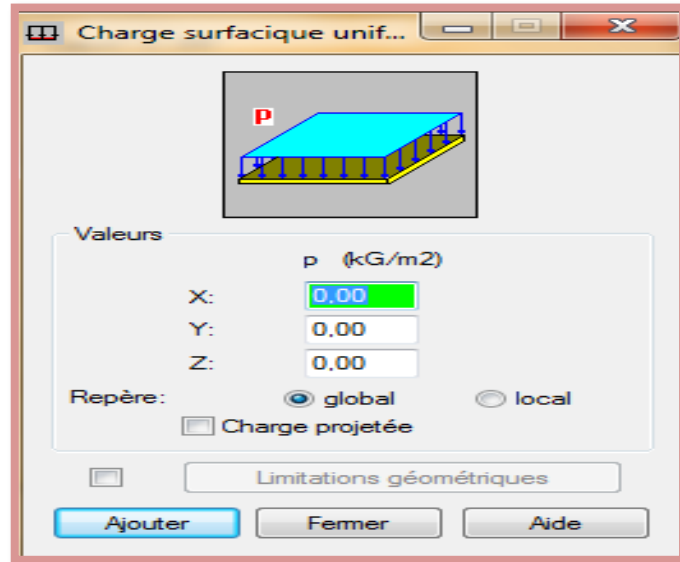 Charge surfacique unif...
P
Valeurs
p (kG/m2)
X: 0,00
Y: 0,00
Z: 0,00
Repère: global local
Charge projetée
Limitations géométriques
Ajouter Fermer Aide